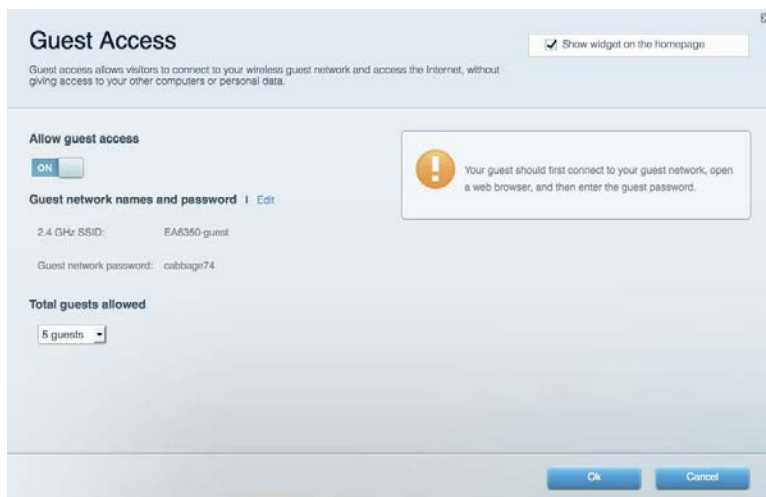 Guest Access
Show widget on the homepage
Guest access allows visitors to connect to your wireless guest network and access the Internet, without
giving access to your other computers or personal data.
Allow guest access
ON
Your guest should first connect to your guest network, open
a web browser, and then enter the guest password.
Guest network names and password | Edit
2.4 GHz SSID: EA6350-guest
Guest network password: cabbage74
Total guests allowed
5 guests
Ok Cancel